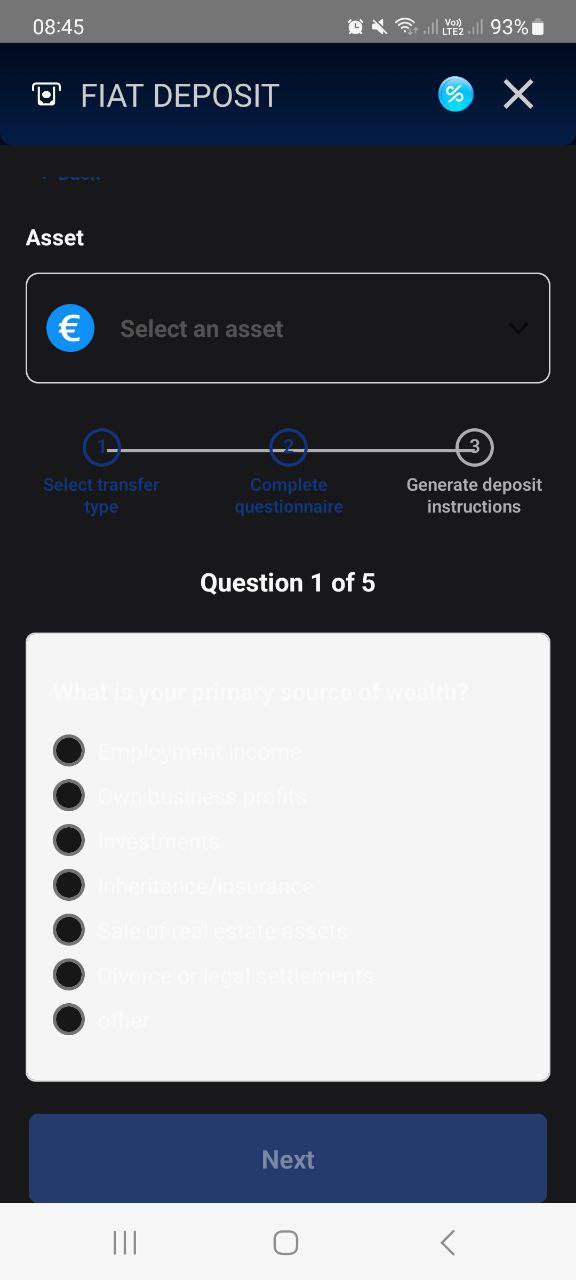 08:45
Vo))
LTE2
93%
FIAT DEPOSIT
%
Asset
€
Select an asset
1
2
3
Select transfer type
Complete questionnaire
Generate deposit instructions
Question 1 of 5
What is your primary source of wealth?
Employment income
Own business profits
Investments
Inheritance/insurance
Sale of real estate assets
Divorce or legal settlements
other
Next